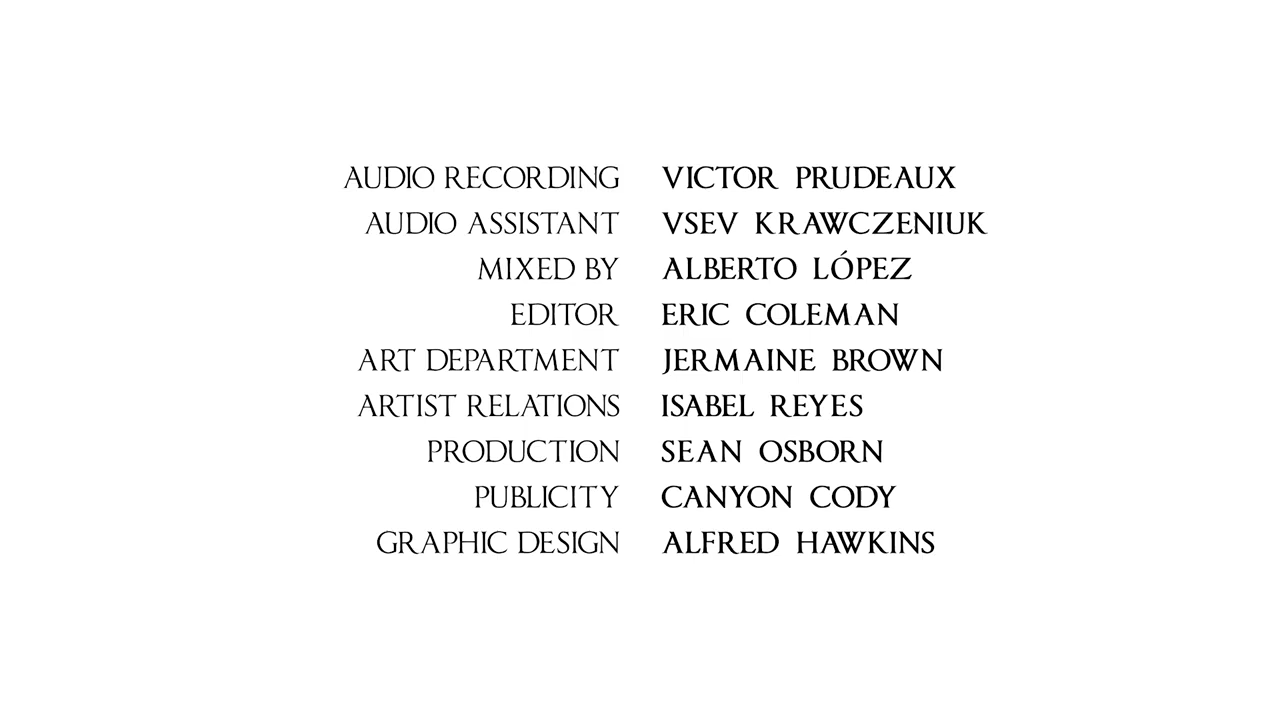 AUDIO RECORDING VICTOR PRUDEAUX
AUDIO ASSISTANT VSEV KRAWCZENIUK
MIXED BY ALBERTO LÓPEZ
EDITOR ERIC COLEMAN
ART DEPARTMENT JERMAINE BROWN
ARTIST RELATIONS ISABEL REYES
PRODUCTION SEAN OSBORN
PUBLICITY CANYON CODY
GRAPHIC DESIGN ALFRED HAWKINS